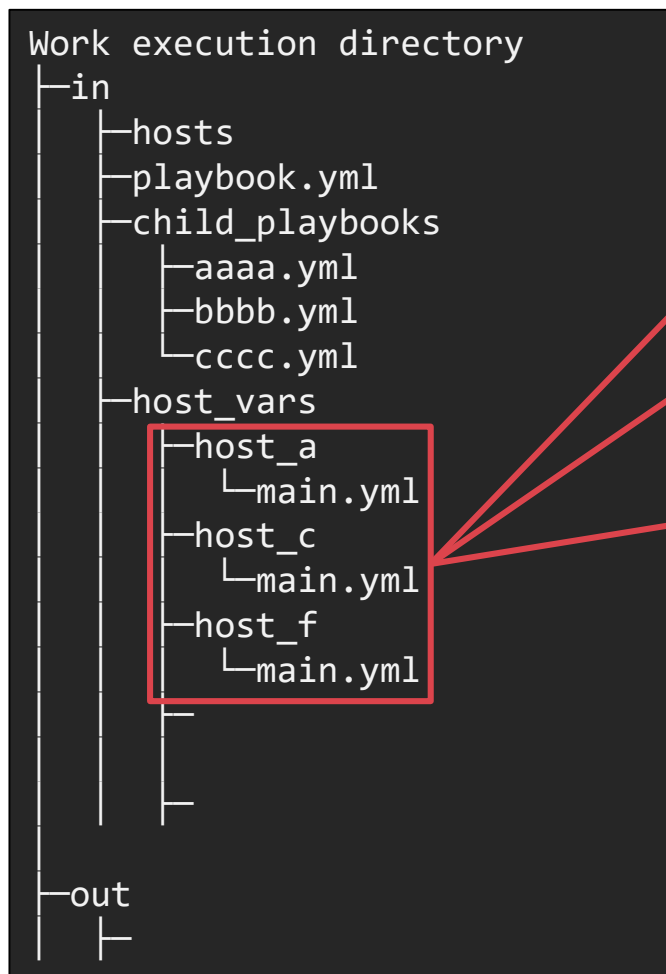 Work execution directory
├─in
│  ├─hosts
│  ├─playbook.yml
│  ├─child_playbooks
│  │  ├─aaaa.yml
│  │  ├─bbbb.yml
│  │  └─cccc.yml
│  ├─host_vars
│  │  ├─host_a
│  │  │  └─main.yml
│  │  ├─host_c
│  │  │  └─main.yml
│  │  ├─host_f
│  │  │  └─main.yml
│  │  ├─
│  │  │
│  │  ├─
│
├─out
│  ├─